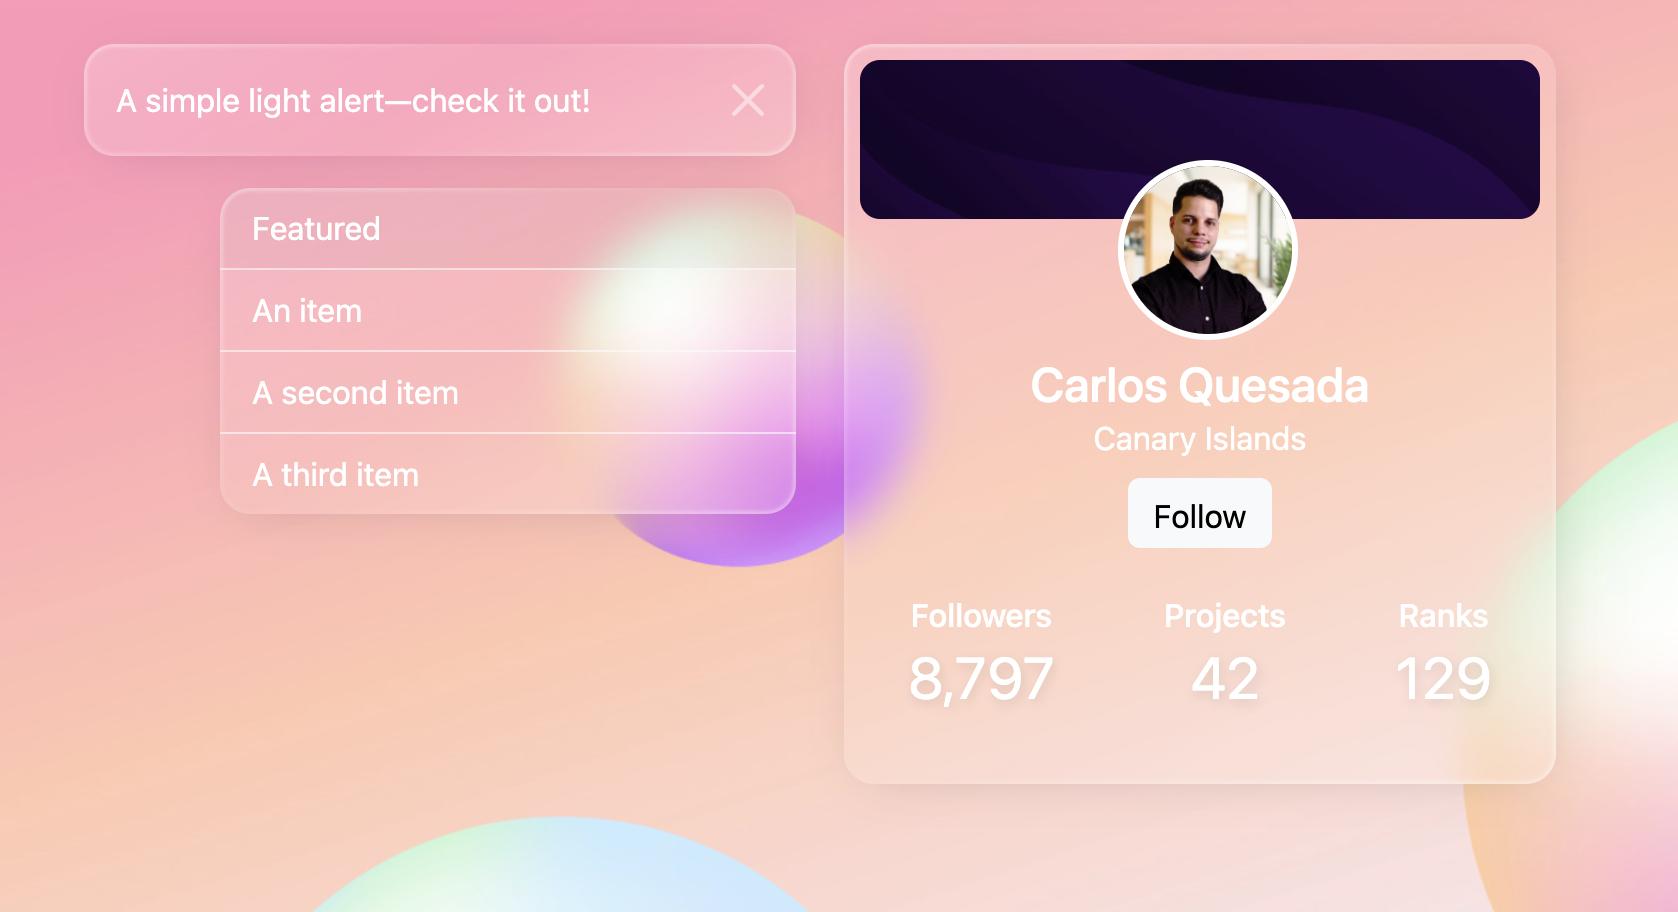 A simple light alert—check it out!
Featured
An item
A second item
A third item
Carlos Quesada
Canary Islands
Follow
Followers Projects Ranks
8,797 42 129